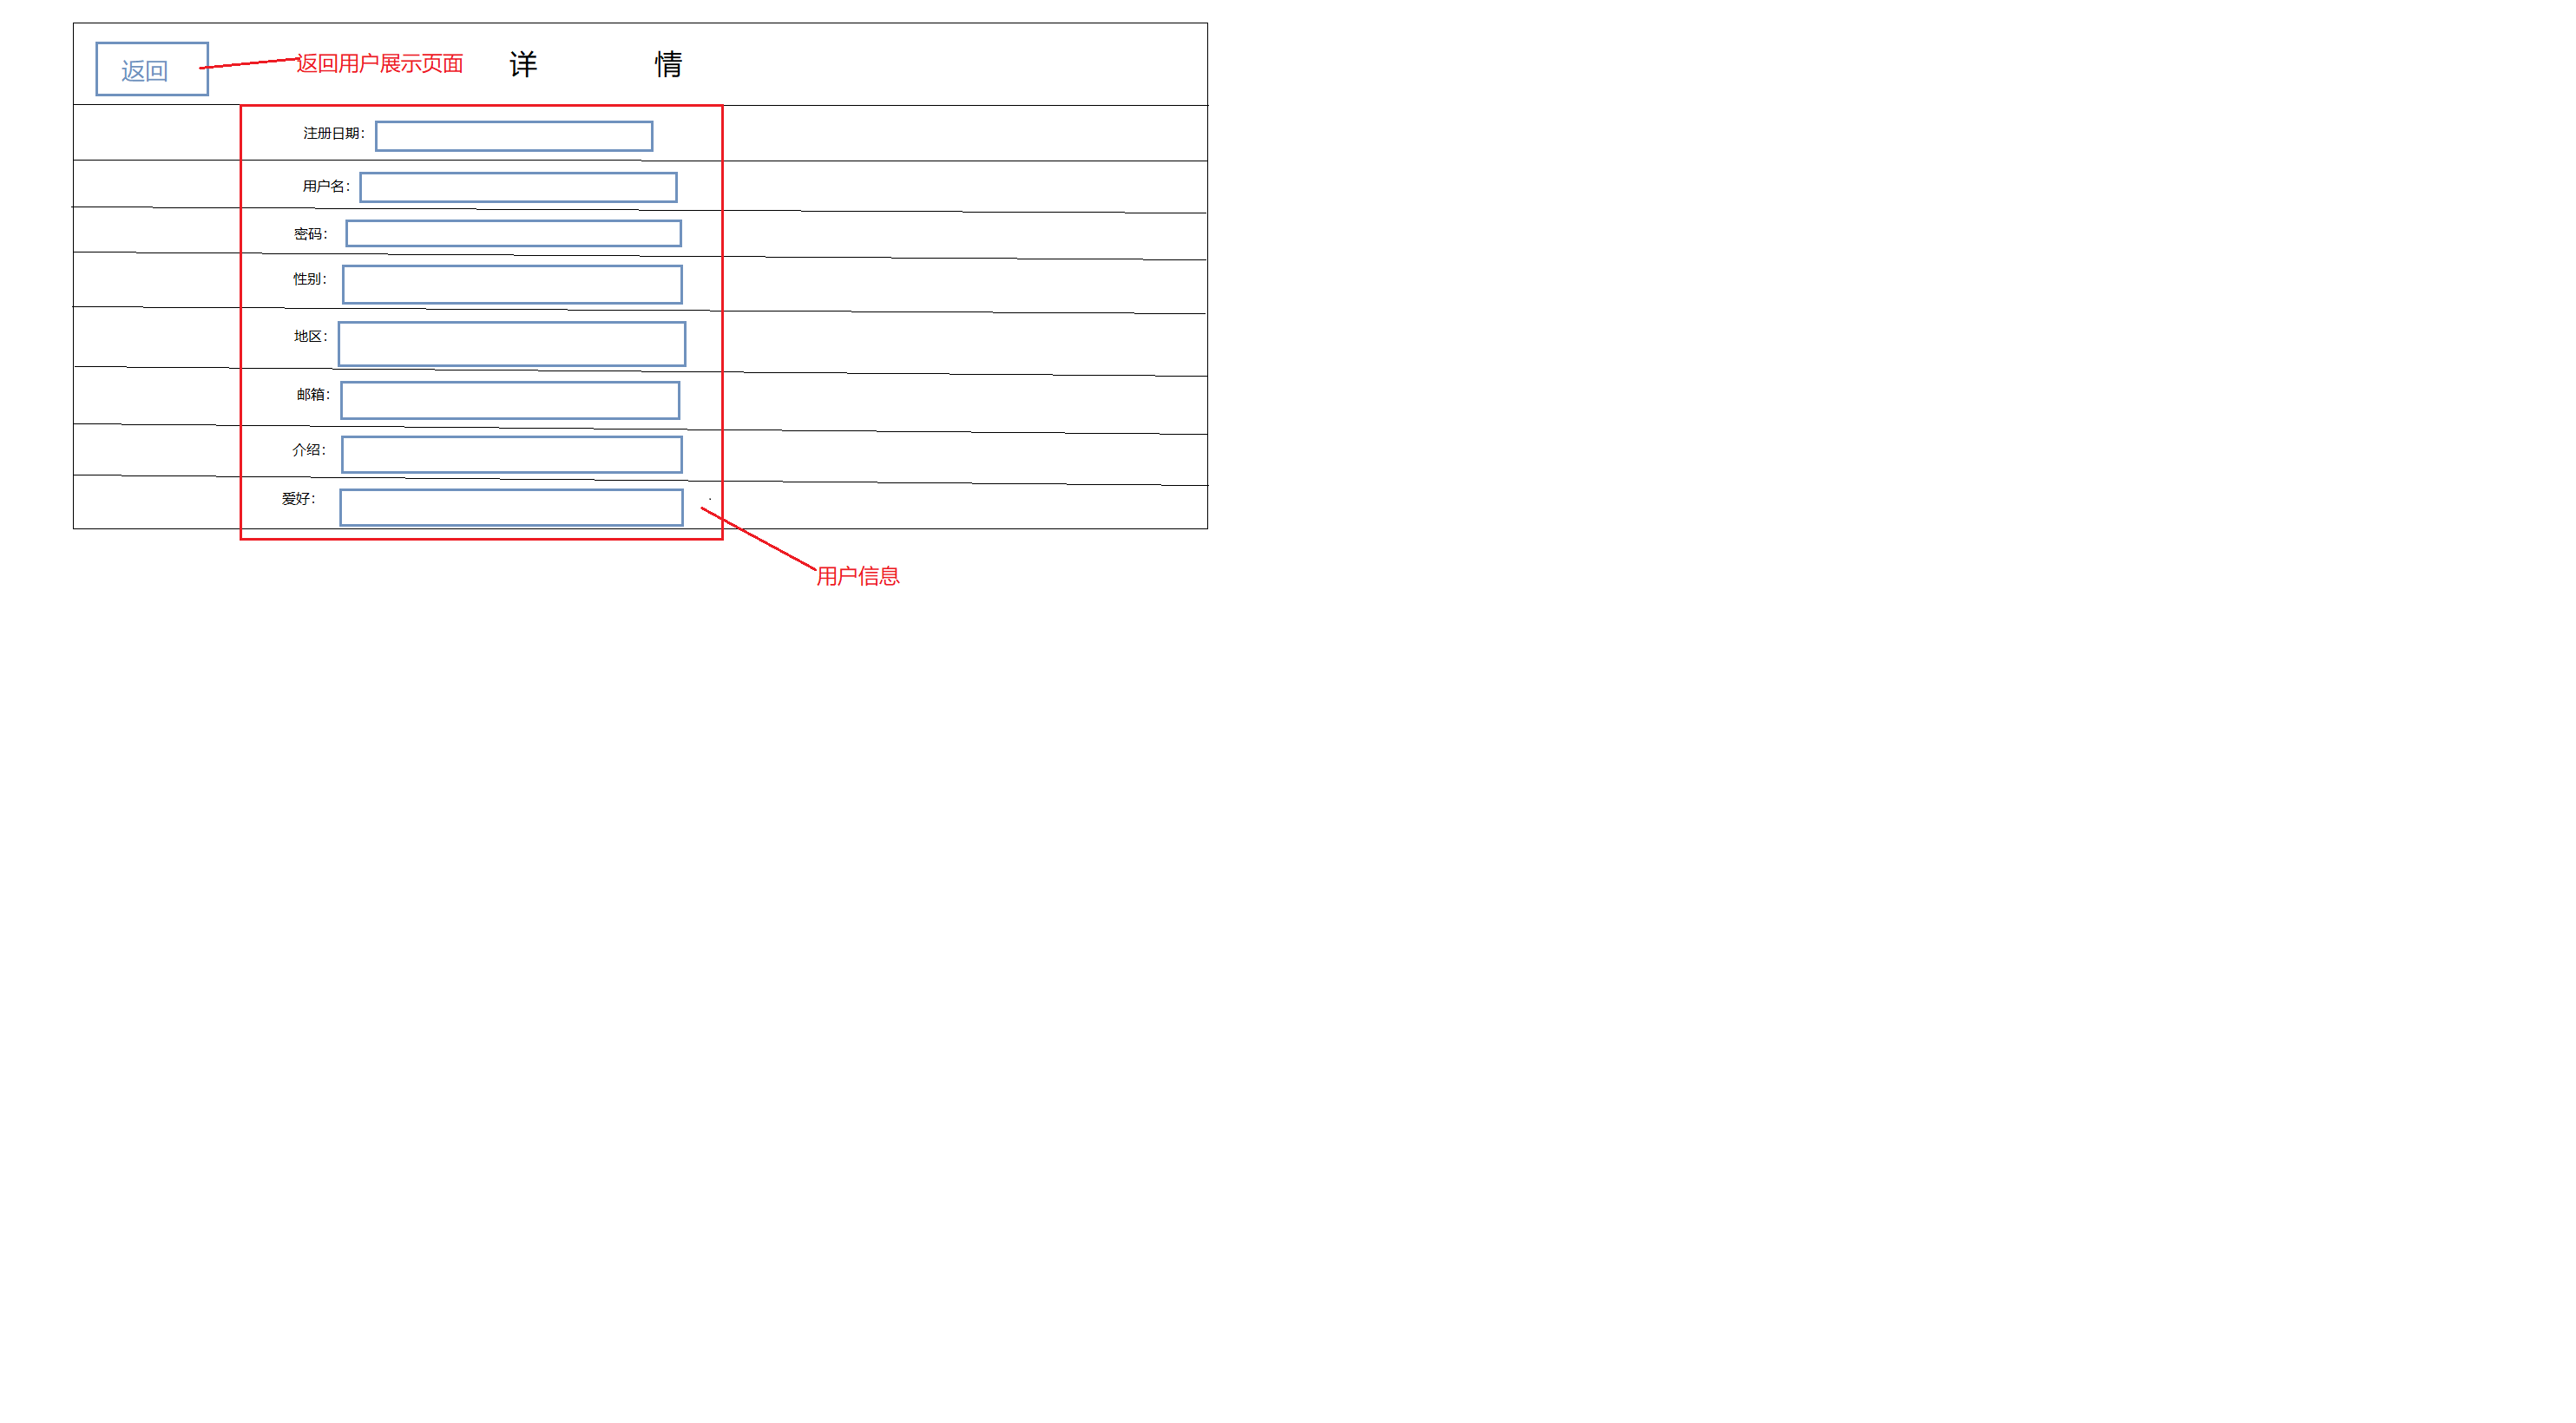 返回
返回用户展示页面
详 情
注册日期：
用户名：
密码：
性别：
地区：
邮箱：
介绍：
爱好：
用户信息